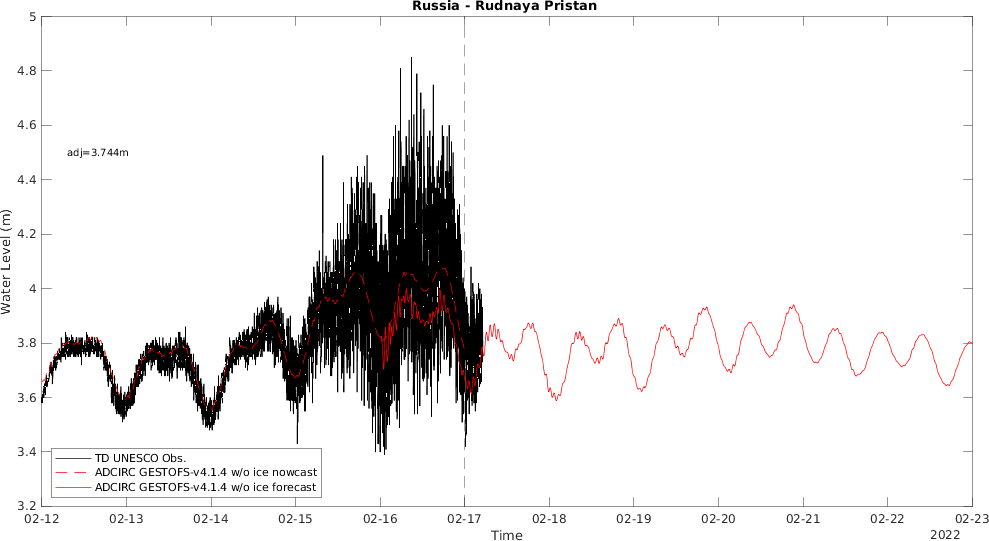 Russia - Rudnaya Pristan
5
4.8
4.6
4.4
4.2
4
3.8
3.6
3.4
3.2
Water Level (m)
adj=3.744m
TD UNESCO Obs.
ADCIRC GESTOFS-v4.1.4 w/o ice nowcast
ADCIRC GESTOFS-v4.1.4 w/o ice forecast
02-12 02-13 02-14 02-15 02-16 02-17 02-18 02-19 02-20 02-21 02-22 02-23
Time
2022